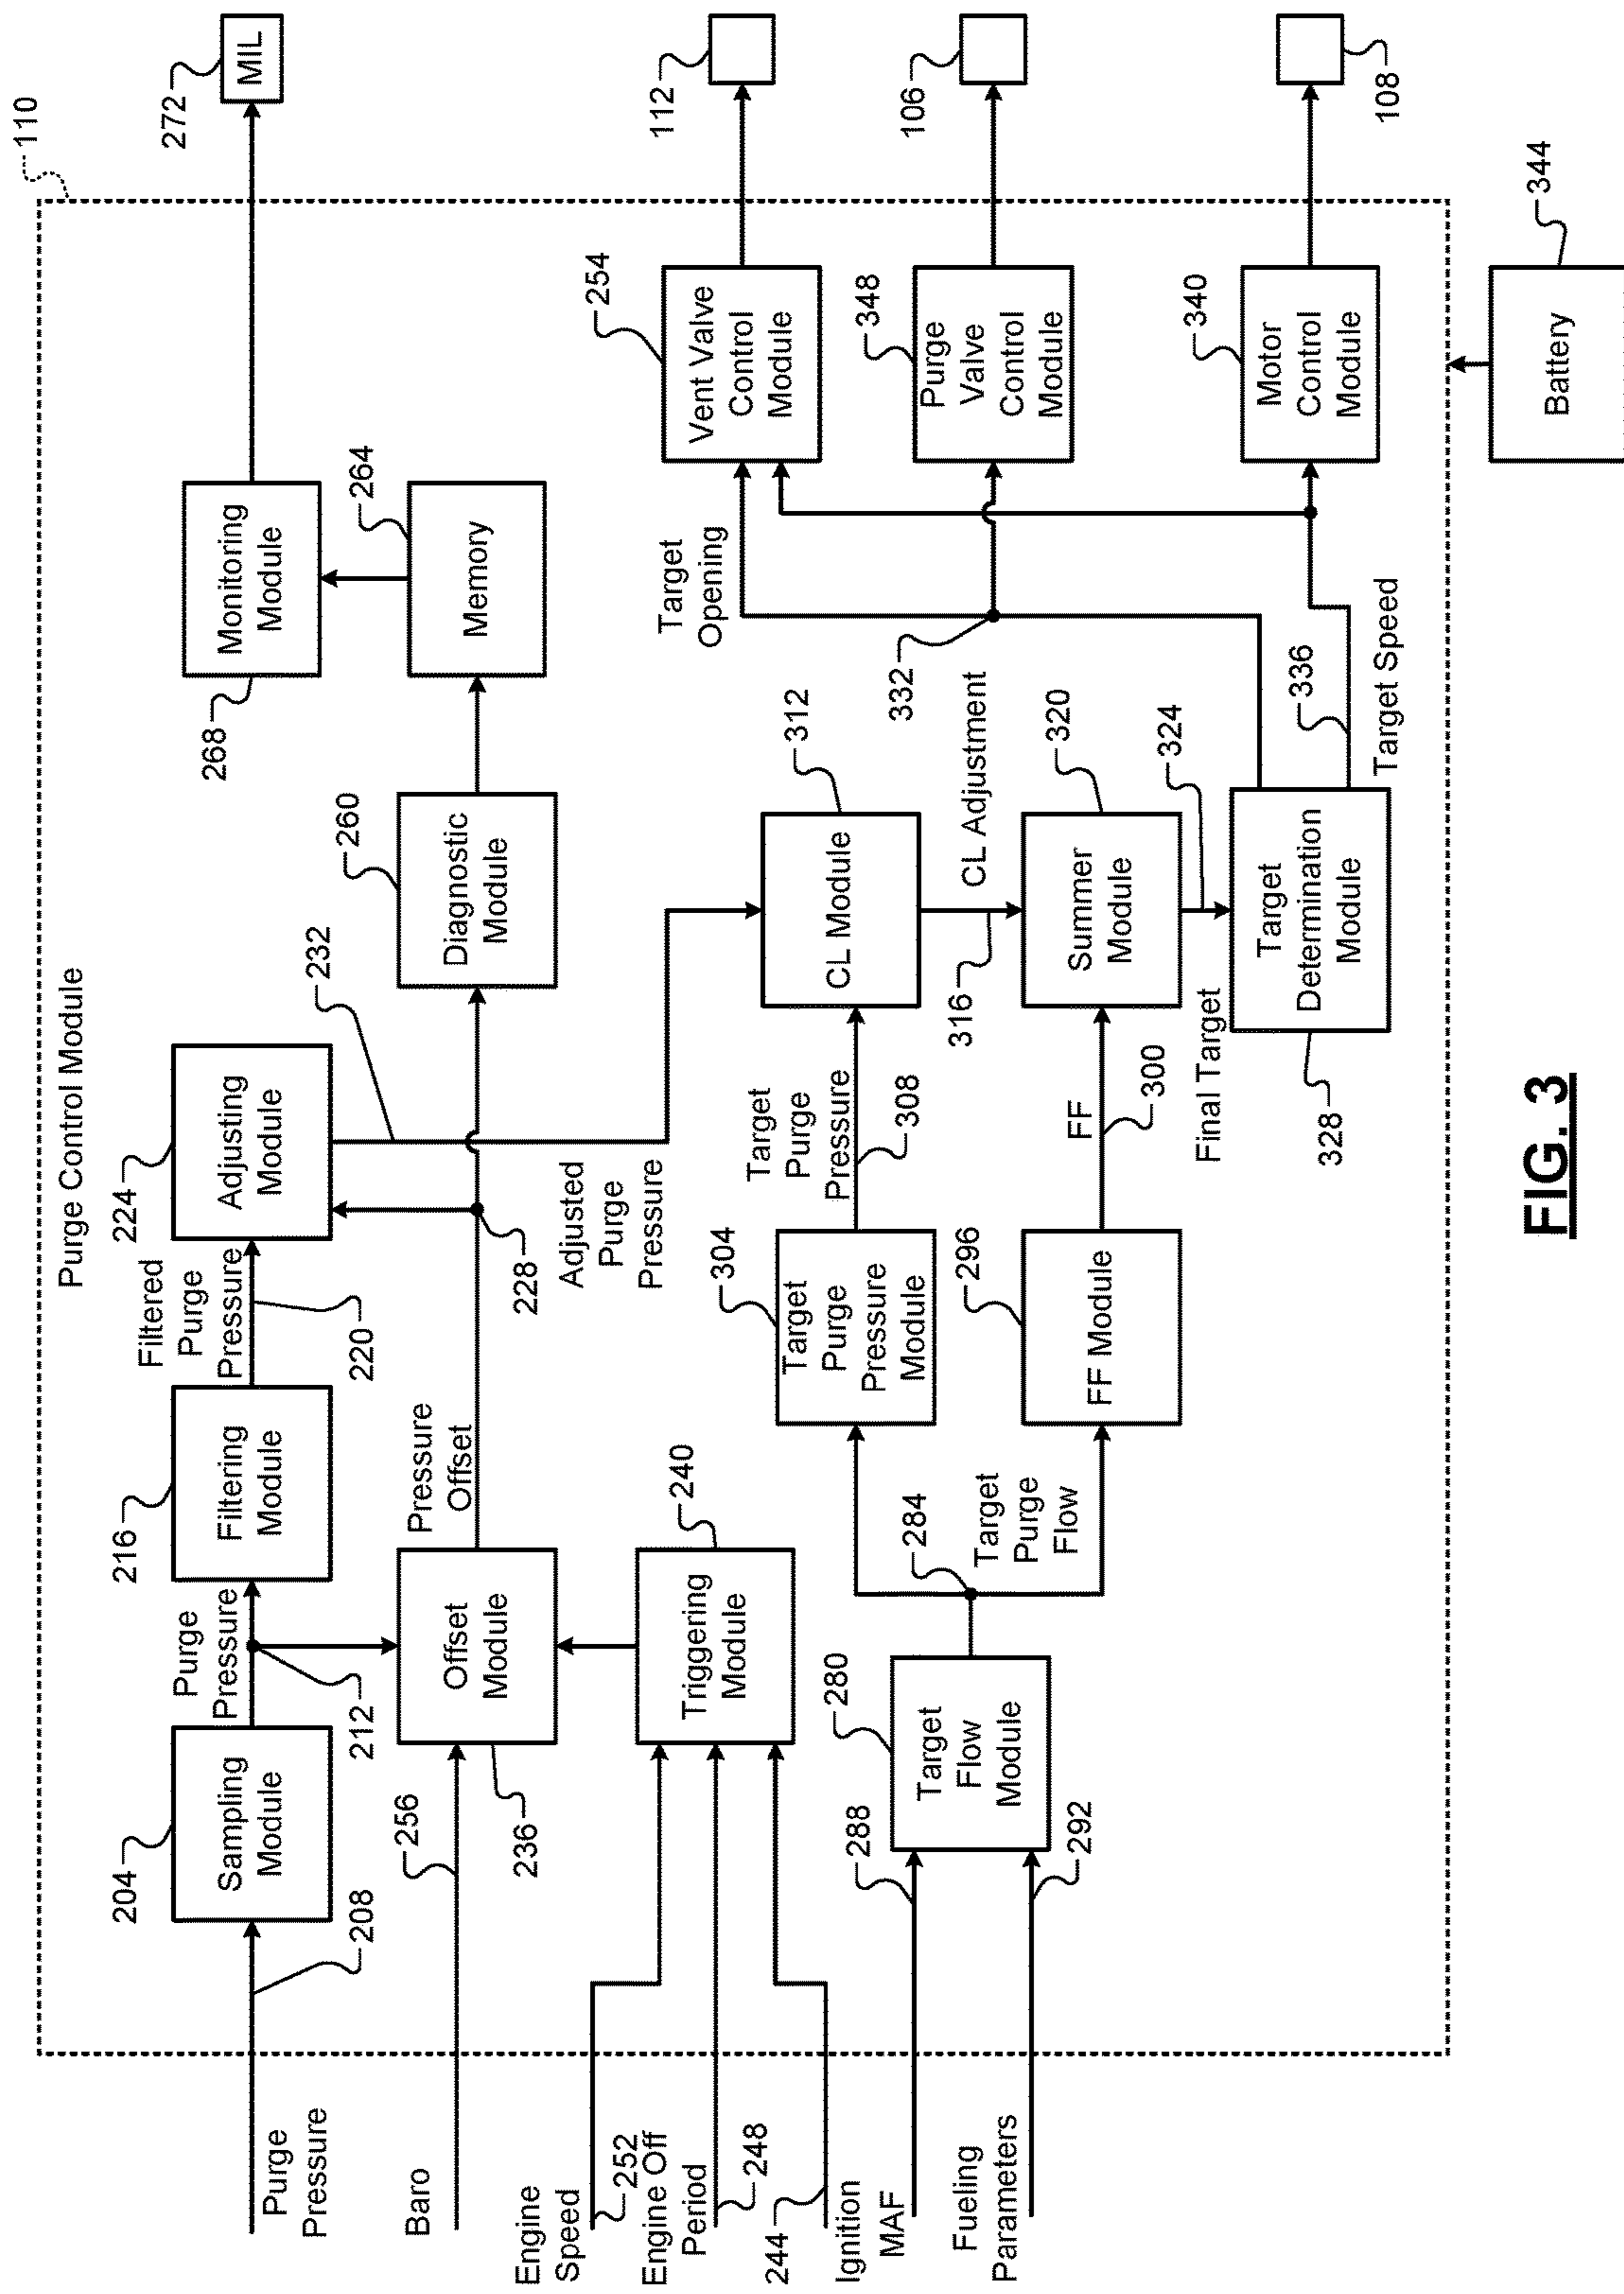 110
Purge Control Module
272
MIL
Purge
Pressure
208
204
Sampling
Module
Purge
Pressure
212
216
Filtering
Module
Filtered
Purge
Pressure
220
224
Adjusting
Module
232
268
Monitoring
Module
264
Memory
Baro
256
236
Offset
Module
Pressure
Offset
228
Adjusted
Purge
Pressure
260
Diagnostic
Module
Engine
Speed
252
Engine Off
Period
248
244
Ignition
240
Triggering
Module
MAF
288
Fueling
Parameters
292
280
Target
Flow
Module
284
Target
Purge
Flow
304
Target
Purge
Pressure
Module
Target
Purge
Pressure
308
312
CL Module
316
CL Adjustment
296
FF Module
FF
300
320
Summer
Module
324
Final Target
328
Target
Determination
Module
332
Target
Opening
336
Target Speed
254
Vent Valve
Control
Module
112
348
Purge
Valve
Control
Module
106
340
Motor
Control
Module
108
344
Battery
FIG. 3